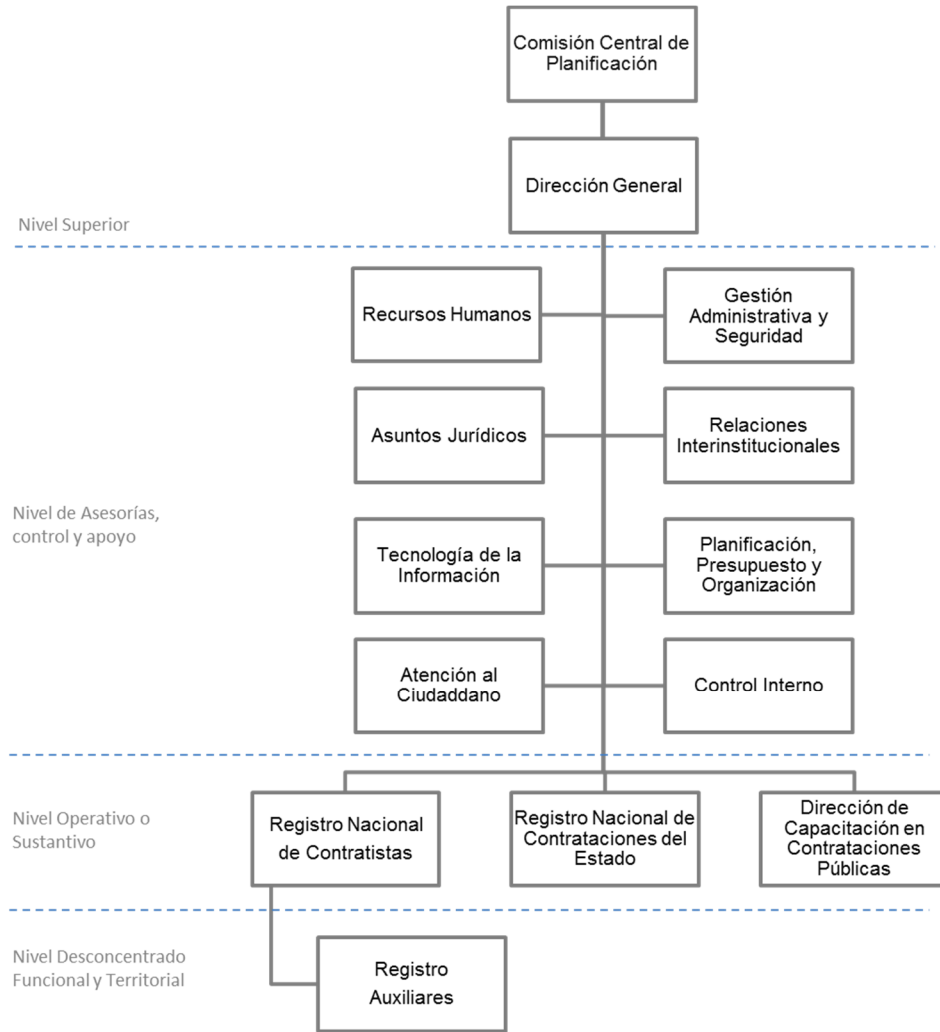 Comisión Central de
Planificación
Dirección General
Nivel Superior
Recursos Humanos
Gestión
Administrativa y
Seguridad
Asuntos Jurídicos
Relaciones
Interinstitucionales
Nivel de Asesorías,
control y apoyo
Tecnología de la
Información
Planificación,
Presupuesto y
Organización
Atención al
Ciudaddano
Control Interno
Nivel Operativo o
Sustantivo
Registro Nacional
de Contratistas
Registro Nacional de
Contrataciones del
Estado
Dirección de
Capacitación en
Contrataciones
Públicas
Nivel Desconcentrado
Funcional y Territorial
Registro
Auxiliares